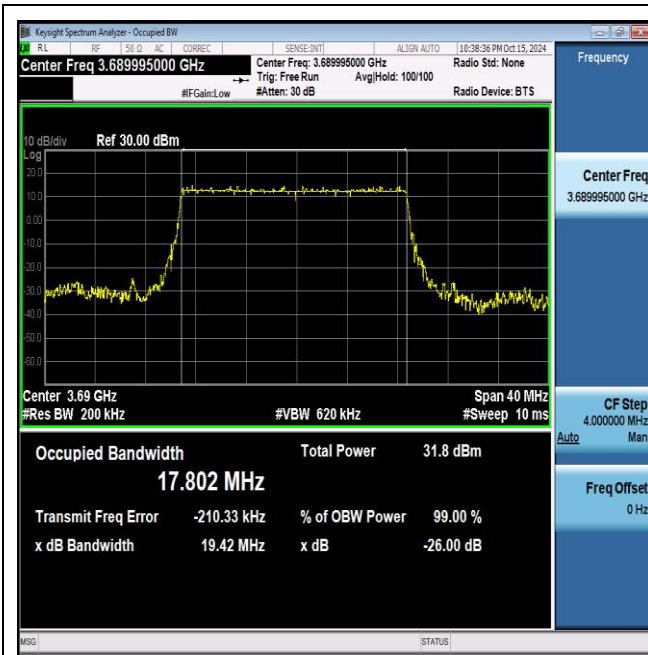 Keysight Spectrum Analyzer - Occupied BW
RL RF 50 Ω AC CORREC SENSE:INT ALIGN AUTO 10:38:36 PM Oct 15, 2024
Center Freq 3.689995000 GHz
Center Freq: 3.689995000 GHz
Radio Std: None
Trig: Free Run Avg|Hold: 100/100
#IFGain:Low
#Atten: 30 dB
Radio Device: BTS
10 dB/div Ref 30.00 dBm
Log
20.0
10.0
0.00
-10.0
-20.0
-30.0
-40.0
-50.0
-60.0
Center 3.69 GHz Span 40 MHz
#Res BW 200 kHz #VBW 620 kHz #Sweep 10 ms
Occupied Bandwidth Total Power 31.8 dBm
17.802 MHz
Transmit Freq Error -210.33 kHz % of OBW Power 99.00 %
x dB Bandwidth 19.42 MHz x dB -26.00 dB
MSG STATUS
Frequency
Center Freq
3.689995000 GHz
CF Step
4.000000 MHz
Auto Man
Freq Offset
0 Hz